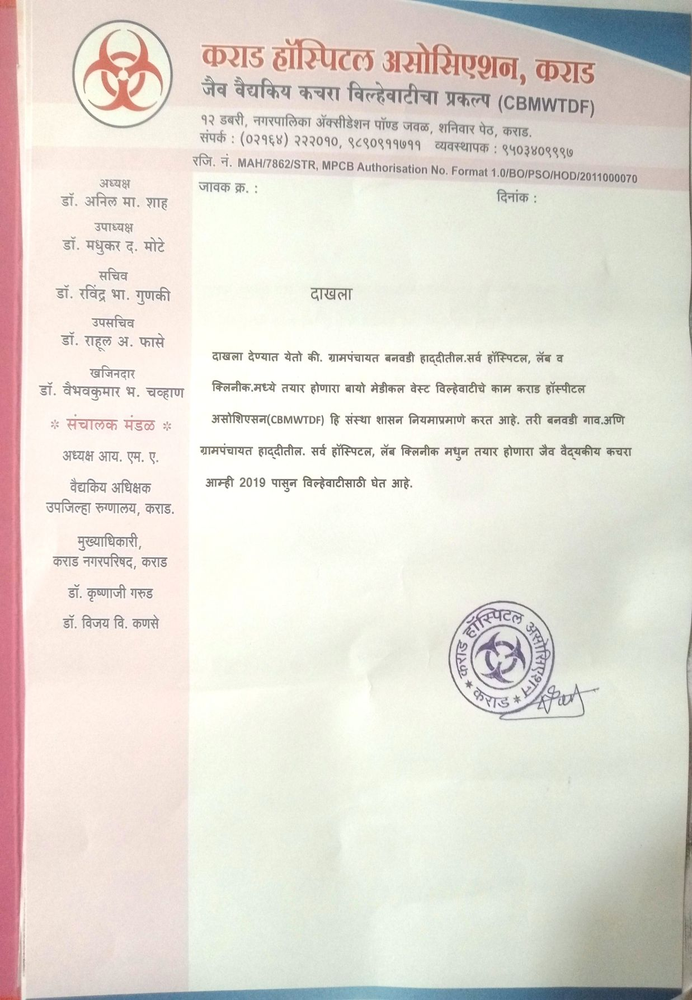 कराड हॉस्पिटल असोसिएशन, कराड
जैव वैद्यकिय कचरा विल्हेवाटीचा प्रकल्प (CBMWTDF)
१२ डबरी, नगरपालिका ॲक्सीडेशन पॉण्ड जवळ, शनिवार पेठ, कराड.
संपर्क : (०२१६४) २२२०१०, ९८९०९११७११ व्यवस्थापक : ९५०३४०९९९७
रजि. नं. MAH/7862/STR, MPCB Authorisation No. Format 1.0/BO/PSO/HOD/2011000070
जावक क्र. :
दिनांक :
अध्यक्ष
डॉ. अनिल मा. शाह
उपाध्यक्ष
डॉ. मधुकर द. मोटे
सचिव
डॉ. रविंद्र भा. गुणकी
उपसचिव
डॉ. राहूल अ. फासे
खजिनदार
डॉ. वैभवकुमार भ. चव्हाण
* संचालक मंडळ *
अध्यक्ष आय. एम. ए.
वैद्यकिय अधिक्षक
उपजिल्हा रुग्णालय, कराड.
मुख्याधिकारी,
कराड नगरपरिषद, कराड
डॉ. कृष्णाजी गरुड
डॉ. विजय वि. कणसे
दाखला
दाखला देण्यात येतो की. ग्रामपंचायत बनवडी हाद्दीतील.सर्व हॉस्पिटल, लॅब व
क्लिनीक.मध्ये तयार होणारा बायो मेडीकल वेस्ट विल्हेवाटीचे काम कराड हॉस्पीटल
असोशिएसन(CBMWTDF) हि संस्था शासन नियमाप्रमाणे करत आहे. तरी बनवडी गाव.अणि
ग्रामपंचायत हाद्दीतील. सर्व हॉस्पिटल, लॅब क्लिनीक मधुन तयार होणारा जैव वैद्यकीय कचरा
आम्ही 2019 पासुन विल्हेवाटीसाठी घेत आहे.
* कराड हॉस्पिटल असोसिएशन *
कराड